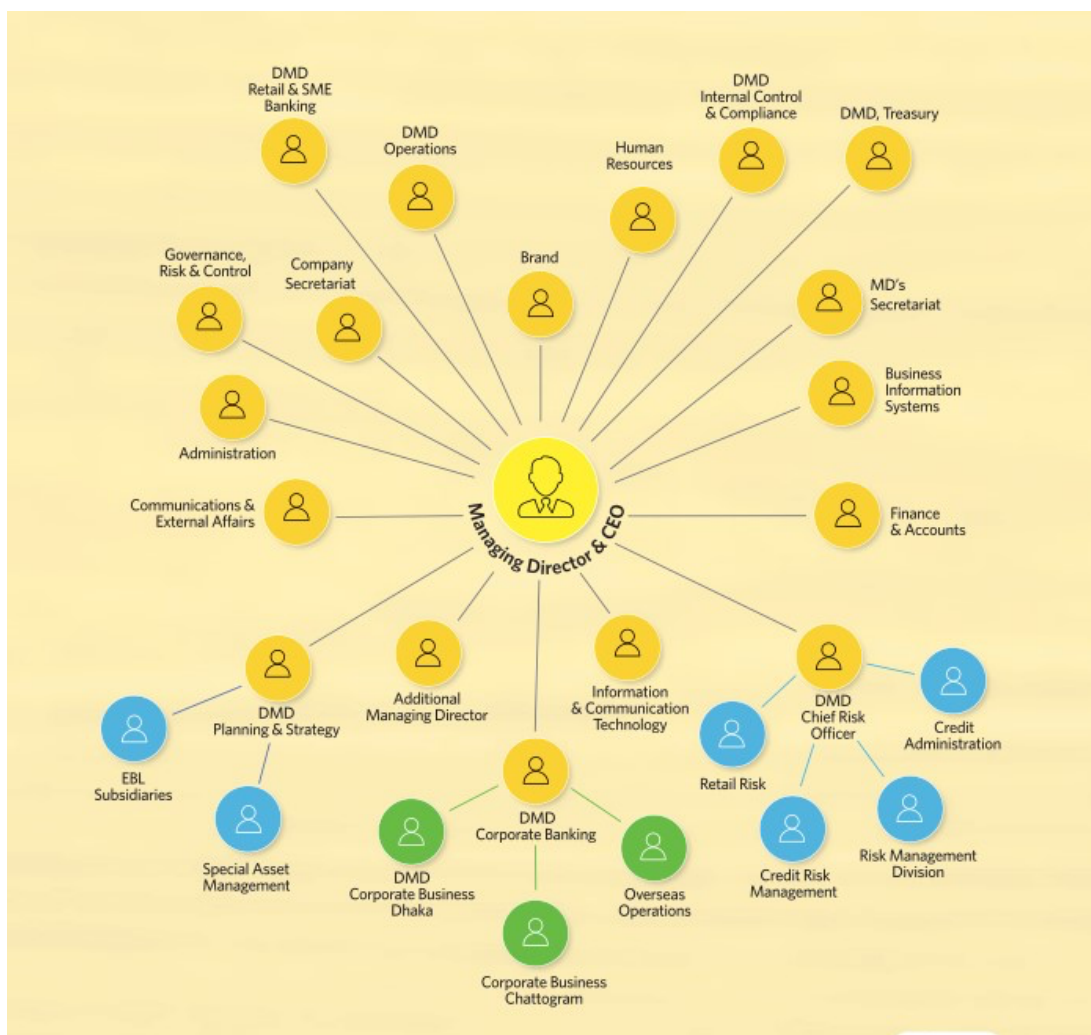 DMD
Retail & SME
Banking
DMD
Operations
Human
Resources
DMD
Internal Control
& Compliance
DMD, Treasury
Governance,
Risk & Control
Company
Secretariat
Brand
MD's
Secretariat
Business
Information
Systems
Administration
Communications &
External Affairs
Finance
& Accounts
Managing Director & CEO
DMD
Planning & Strategy
Additional
Managing Director
Information
& Communication
Technology
DMD
Chief Risk
Officer
Credit
Administration
EBL
Subsidiaries
Retail Risk
Special Asset
Management
DMD
Corporate Banking
DMD
Corporate Business
Dhaka
Overseas
Operations
Credit Risk
Management
Risk Management
Division
Corporate Business
Chattogram